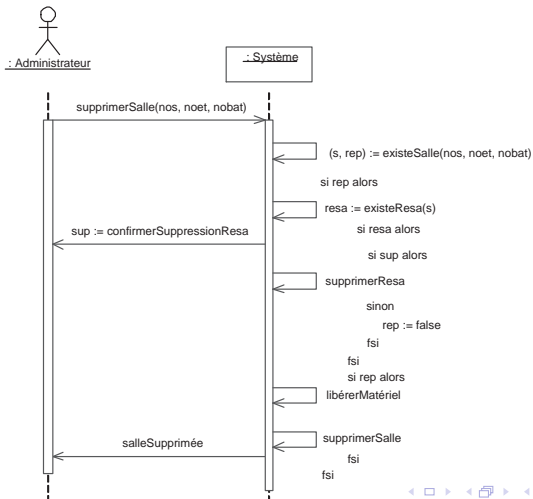 : Administrateur
: Système
supprimerSalle(nos, noet, nobat)
(s, rep) := existeSalle(nos, noet, nobat)
si rep alors
resa := existeResa(s)
si resa alors
sup := confirmerSuppressionResa
si sup alors
supprimerResa
sinon
rep := false
fsi
fsi
si rep alors
libérerMatériel
supprimerSalle
salleSupprimée
fsi
fsi